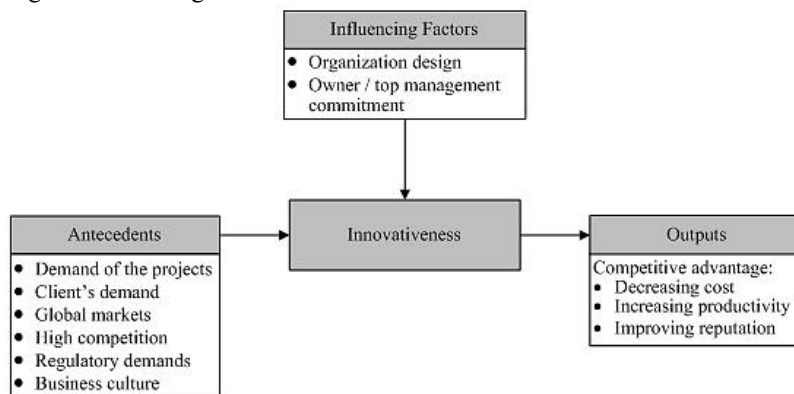 Influencing Factors
• Organization design
• Owner / top management
commitment
Antecedents
• Demand of the projects
• Client's demand
• Global markets
• High competition
• Regulatory demands
• Business culture
Innovativeness
Outputs
Competitive advantage:
• Decreasing cost
• Increasing productivity
• Improving reputation